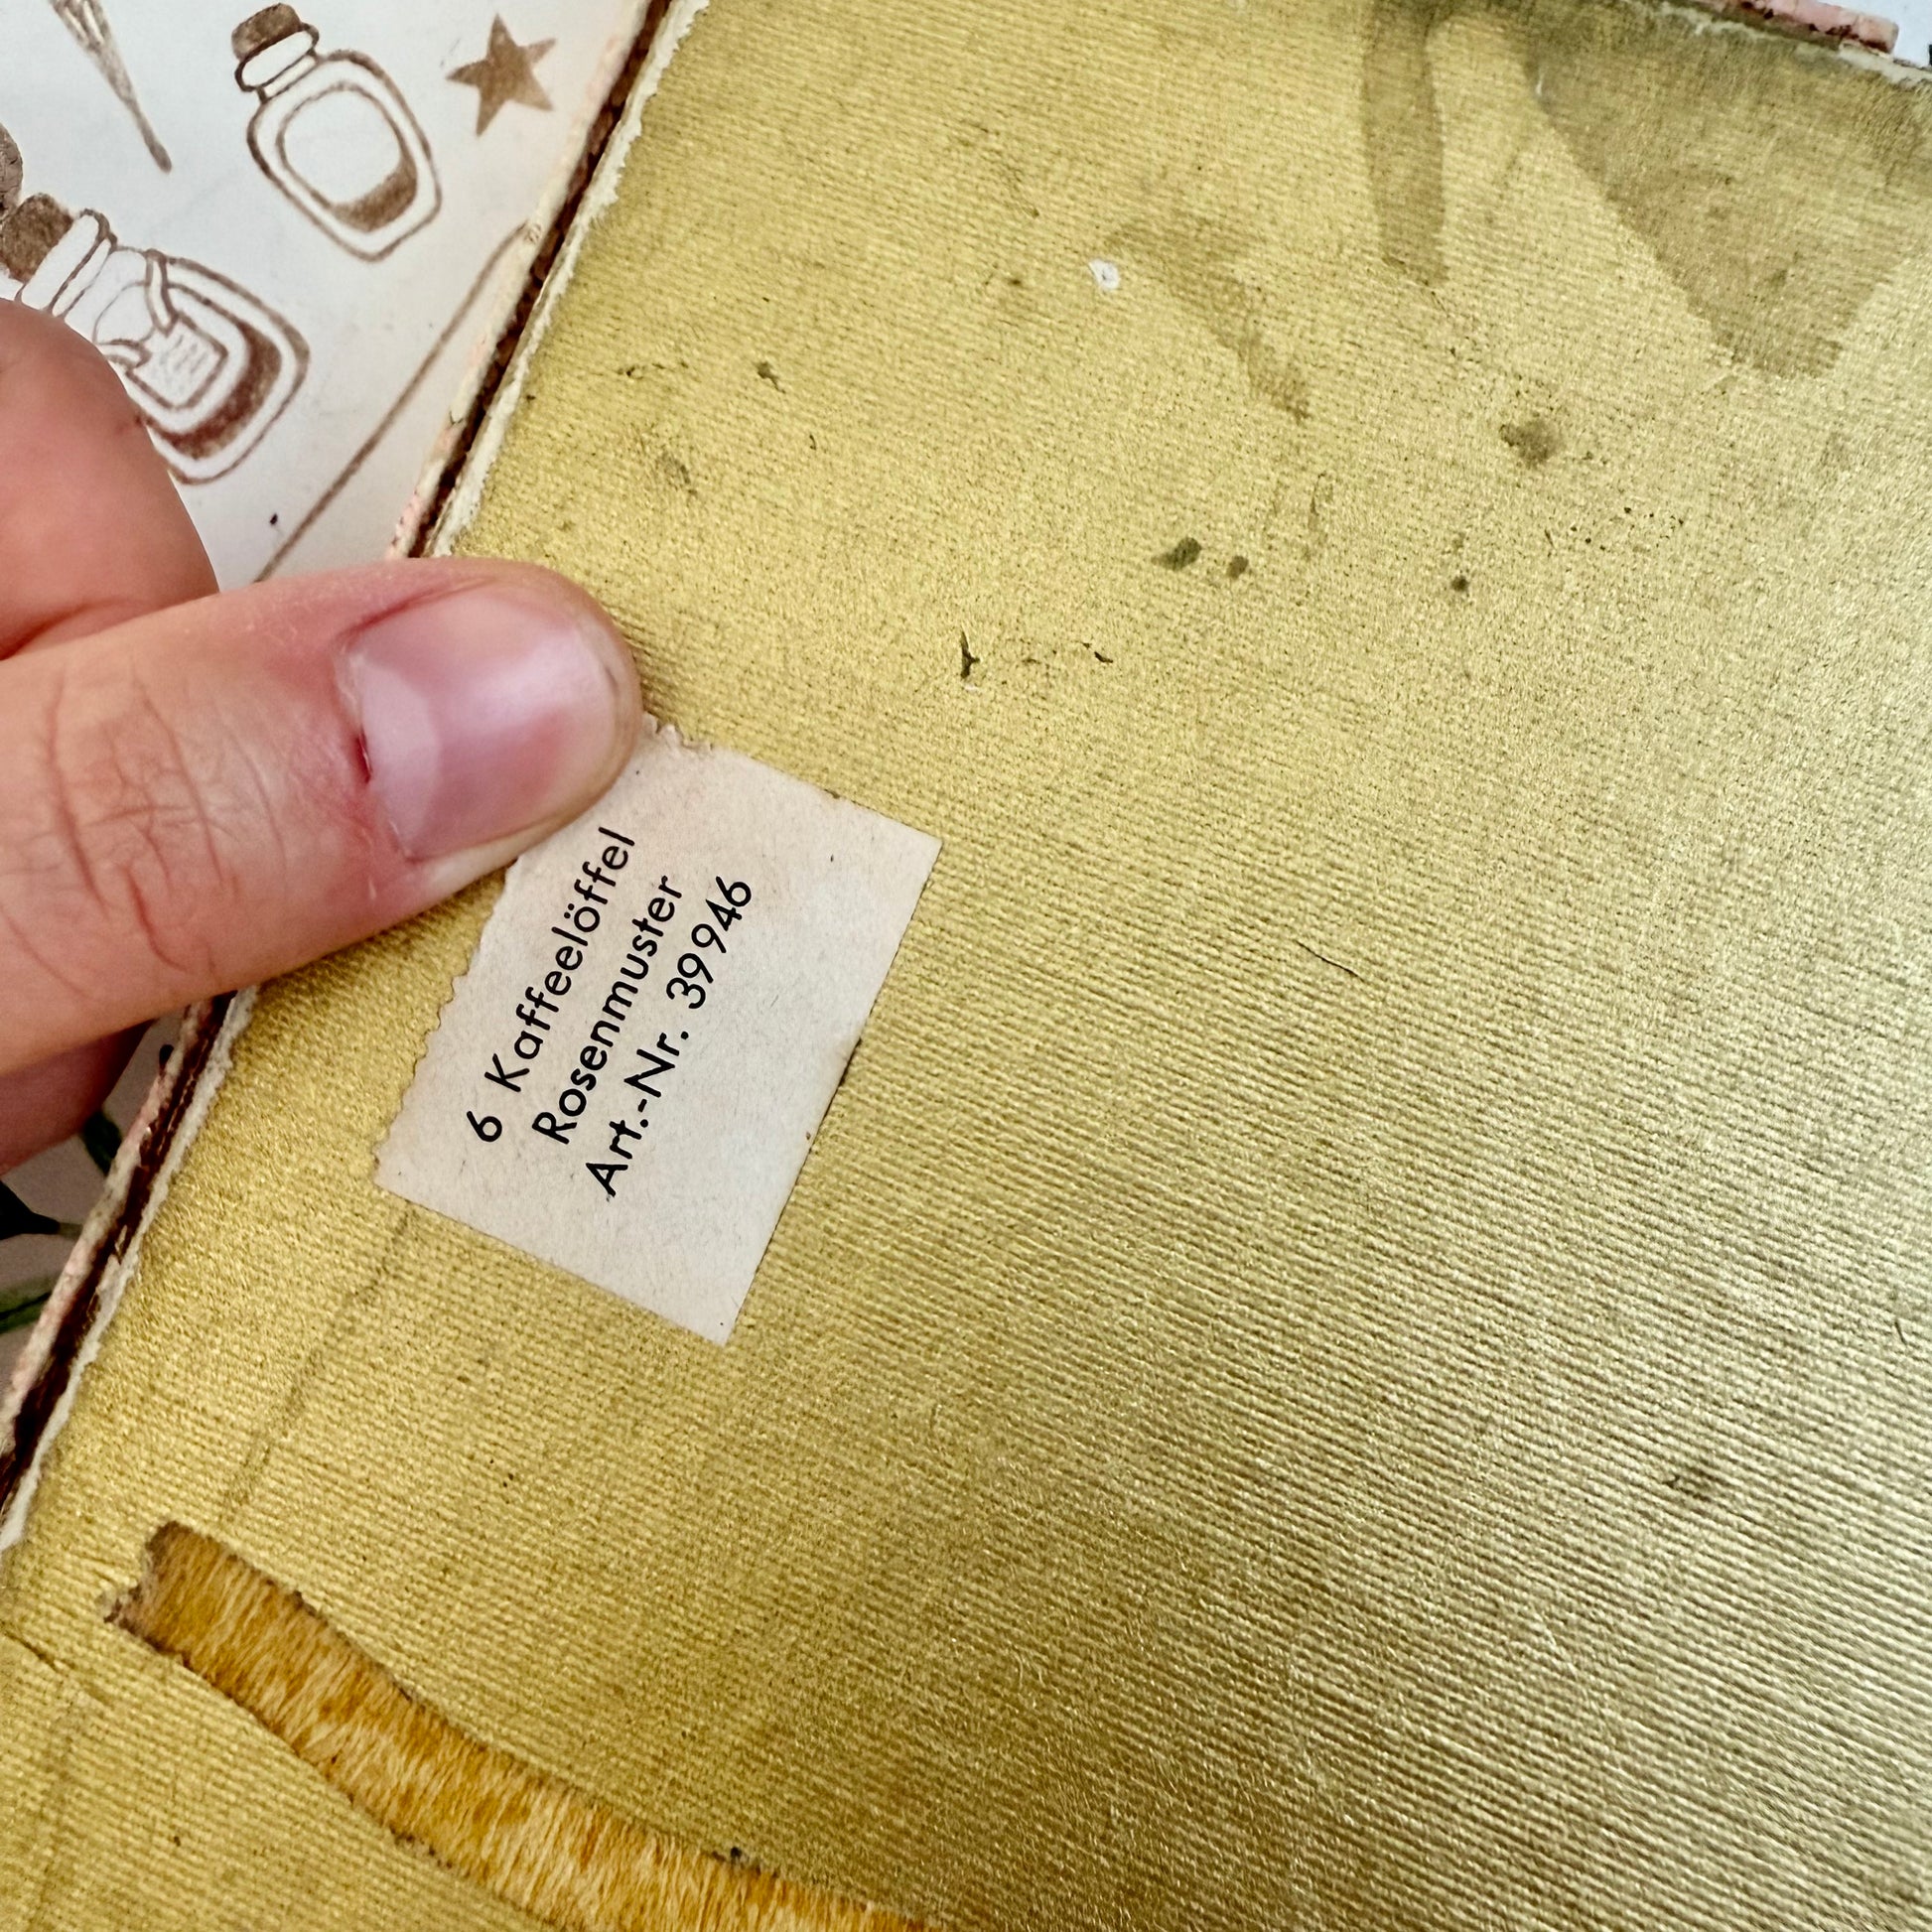 6 Kaffeelöffel
Rosenmuster
Art.-Nr. 39946